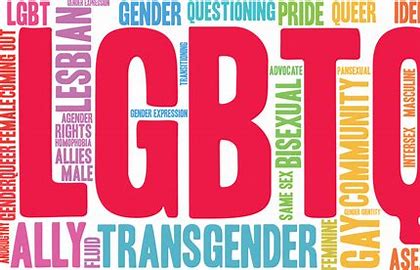 LGBT
GENDER EXPRESSION
GENDER
QUESTIONING
PRIDE
QUEER
IDE
COMING OUT
FEMALE
GENDERQUEER
ANDROGYNY
LESBIAN
AGENDER
RIGHTS
HOMOPHOBIA
ALLIES
MALE
LGBTQ
TRANSITIONING
GENDER EXPRESSION
ADVOCATE
BISEXUAL
SAME SEX
PANSEXUAL
COMMUNITY
GAY
GENDER IDENTITY
MASCULINE
INTERSEX
ALLY
FLUID
TRANSGENDER
FEMININE
ASE